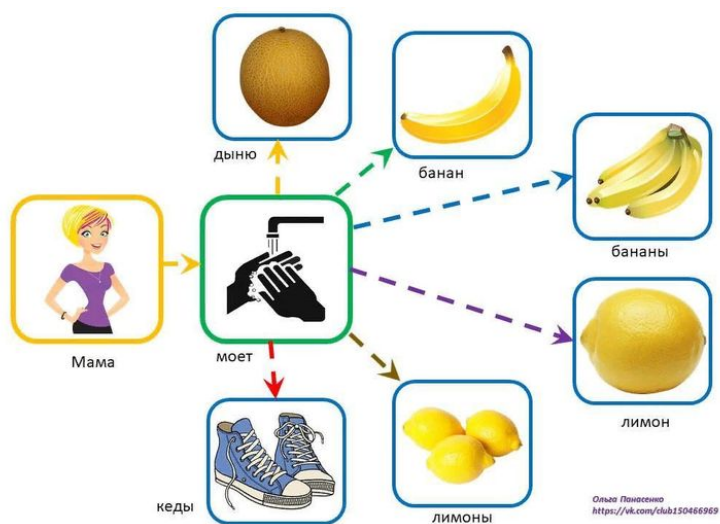 дыню
банан
бананы
Мама
моет
лимон
кеды
лимоны
Ольга Панасенко
https://vk.com/club150466969